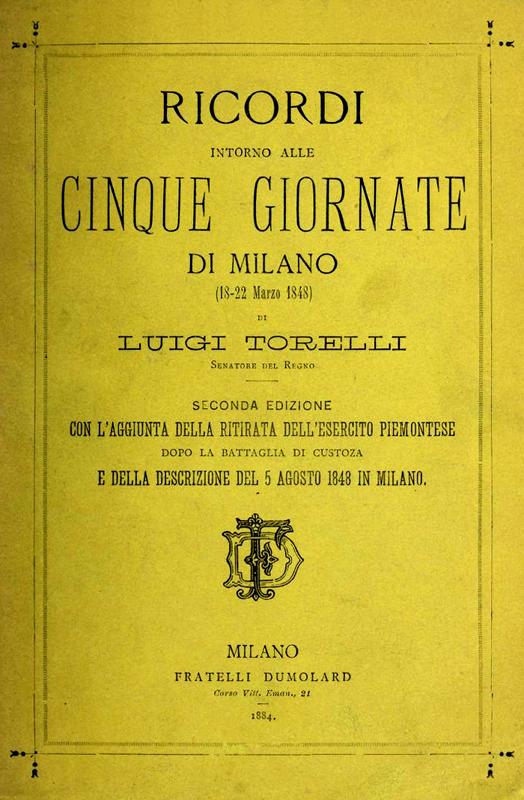 RICORDI
INTORNO ALLE
CINQUE GIORNATE
DI MILANO
(18-22 Marzo 1848)
DI
LUIGI TORELLI
SENATORE DEL REGNO
SECONDA EDIZIONE
CON L'AGGIUNTA DELLA RITIRATA DELL'ESERCITO PIEMONTESE
DOPO LA BATTAGLIA DI CUSTOZA
E DELLA DESCRIZIONE DEL 5 AGOSTO 1848 IN MILANO.
FD
MILANO
FRATELLI DUMOLARD
Corso Vitt. Eman., 21
1884.